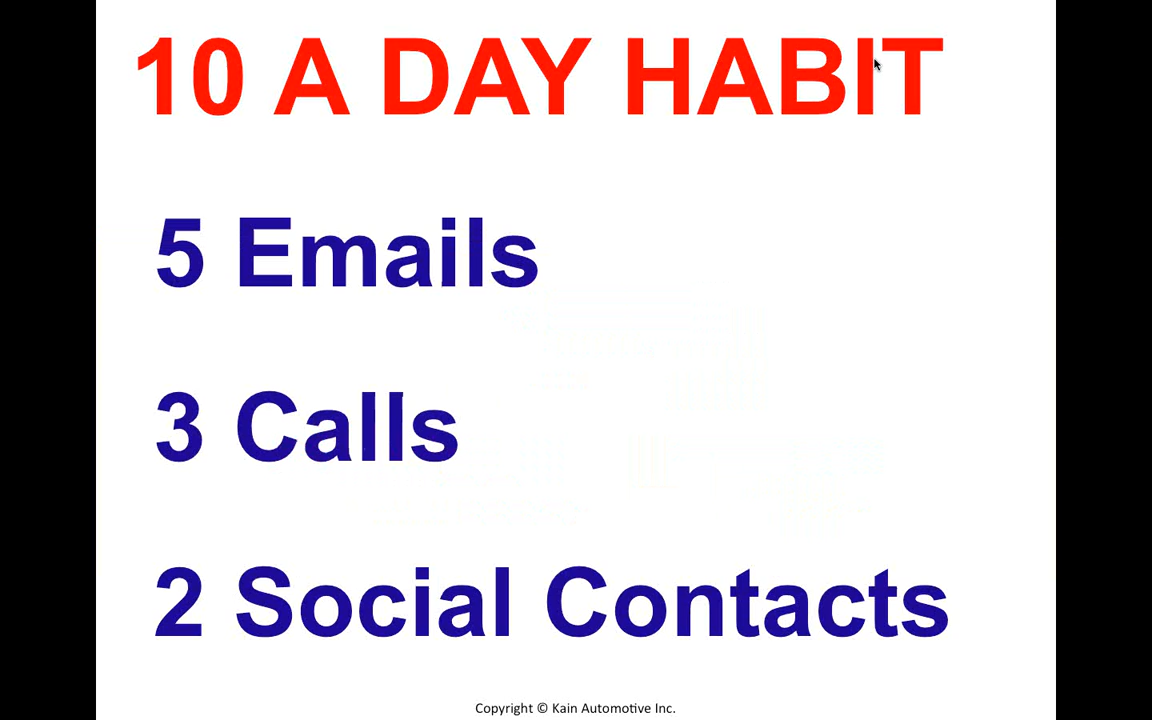 10 A DAY HABIT
5 Emails
3 Calls
2 Social Contacts
Copyright © Kain Automotive Inc.